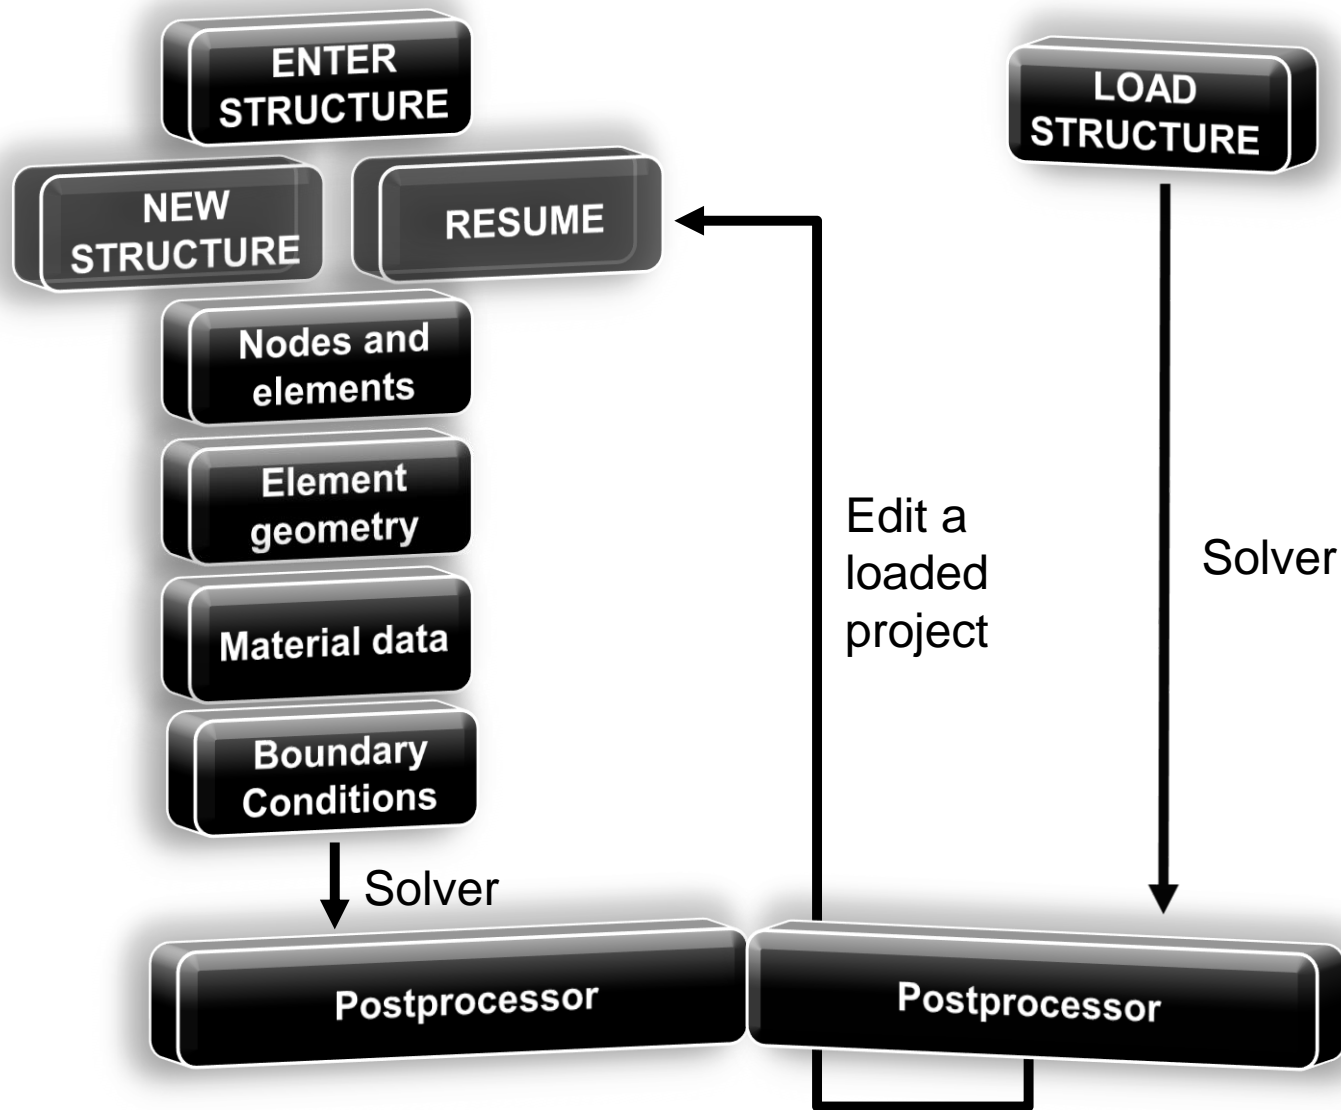 ENTER
STRUCTURE
LOAD
STRUCTURE
NEW
STRUCTURE
RESUME
Nodes and
elements
Element
geometry
Edit a
loaded
project
Solver
Material data
Boundary
Conditions
Solver
Postprocessor
Postprocessor